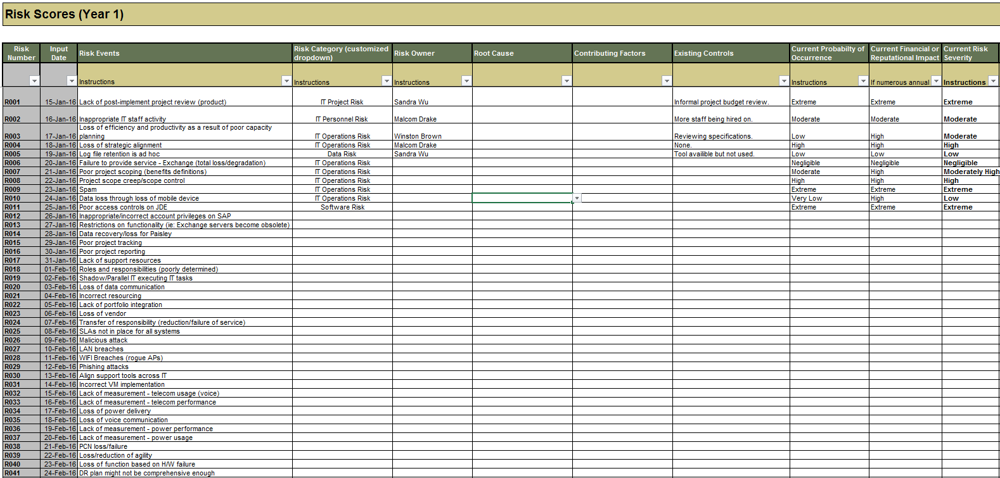 Risk Scores (Year 1)
Risk Number Input Date Risk Events Risk Category (customized dropdown) Risk Owner Root Cause Contributing Factors Existing Controls Current Probabilty of Occurrence Current Financial or Reputational Impact Current Risk Severity
Instructions Instructions Instructions Instructions If numerous annual Instructions
R001 15-Jan-16 Lack of post-implement project review (product) IT Project Risk Sandra Wu Informal project budget review. Extreme Extreme Extreme
R002 16-Jan-16 Inappropriate IT staff activity IT Personnel Risk Malcom Drake More staff being hired on. Moderate Moderate Moderate
R003 17-Jan-16 Loss of efficiency and productivity as a result of poor capacity planning IT Operations Risk Winston Brown Reviewing specifications. Low High Moderate
R004 18-Jan-16 Loss of strategic alignment IT Operations Risk Malcom Drake None. High High High
R005 19-Jan-16 Log file retention is ad hoc Data Risk Sandra Wu Tool availible but not used. Low Low Low
R006 20-Jan-16 Failure to provide service - Exchange (total loss/degradation) IT Operations Risk Negligible Negligible Negligible
R007 21-Jan-16 Poor project scoping (benefits definitions) IT Operations Risk Moderate High Moderately High
R008 22-Jan-16 Project scope creep/scope control IT Operations Risk High High High
R009 23-Jan-16 Spam IT Operations Risk Extreme Extreme Extreme
R010 24-Jan-16 Data loss through loss of mobile device IT Operations Risk Very Low High Low
R011 25-Jan-16 Poor access controls on JDE Software Risk Extreme Extreme Extreme
R012 26-Jan-16 Inappropriate/incorrect account privileges on SAP
R013 27-Jan-16 Restrictions on functionality (ie: Exchange servers become obsolete)
R014 28-Jan-16 Data recovery/loss for Paisley
R015 29-Jan-16 Poor project tracking
R016 30-Jan-16 Poor project reporting
R017 31-Jan-16 Lack of support resources
R018 01-Feb-16 Roles and responsibilities (poorly determined)
R019 02-Feb-16 Shadow/Parallel IT executing IT tasks
R020 03-Feb-16 Loss of data communication
R021 04-Feb-16 Incorrect resourcing
R022 05-Feb-16 Lack of portfolio integration
R023 06-Feb-16 Loss of vendor
R024 07-Feb-16 Transfer of responsibility (reduction/failure of service)
R025 08-Feb-16 SLAs not in place for all systems
R026 09-Feb-16 Malicious attack
R027 10-Feb-16 LAN breaches
R028 11-Feb-16 WIFI Breaches (rogue APs)
R029 12-Feb-16 Phishing attacks
R030 13-Feb-16 Align support tools across IT
R031 14-Feb-16 Incorrect VM implementation
R032 15-Feb-16 Lack of measurement - telecom usage (voice)
R033 16-Feb-16 Lack of measurement - telecom performance
R034 17-Feb-16 Loss of power delivery
R035 18-Feb-16 Loss of voice communication
R036 19-Feb-16 Lack of measurement - power performance
R037 20-Feb-16 Lack of measurement - power usage
R038 21-Feb-16 PCN loss/failure
R039 22-Feb-16 Loss/reduction of agility
R040 23-Feb-16 Loss of function based on H/W failure
R041 24-Feb-16 DR plan might not be comprehensive enough